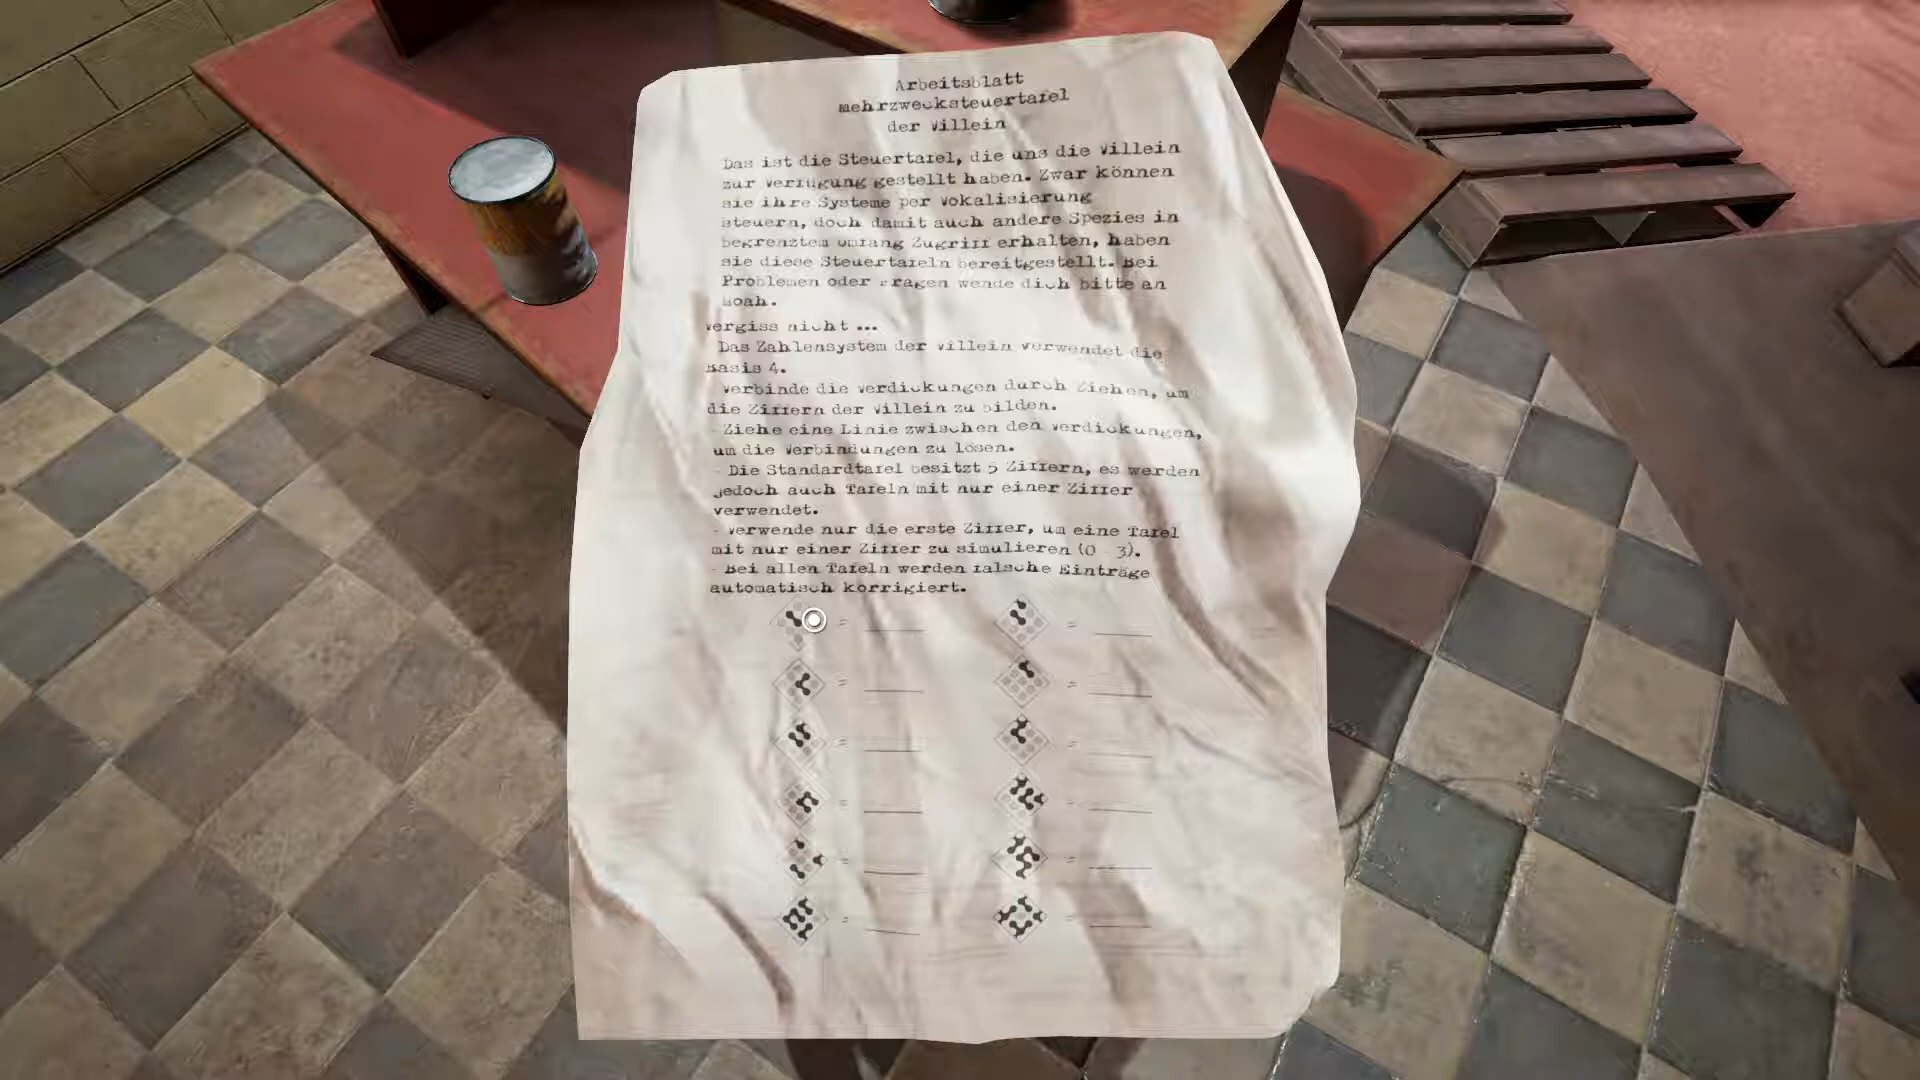 Arbeitsblatt
mehrzwecksteuertafel
der Villein
Das ist die Steuertafel, die uns die Villein
zur Verfügung gestellt haben. Zwar können
sie ihre Systeme per Vokalisierung
steuern, doch damit auch andere Spezies in
begrenztem Umfang Zugriff erhalten, haben
sie diese Steuertafeln bereitgestellt. Bei
Problemen oder Fragen wende dich bitte an
Noah.
Vergiss nicht ...
Das Zahlensystem der Villein verwendet die
Basis 4.
Verbinde die Verdickungen durch Ziehen, um
die Ziffern der Villein zu bilden.
- Ziehe eine Linie zwischen den Verdickungen,
um die Verbindungen zu lösen.
- Die Standardtafel besitzt 5 Ziffern, es werden
jedoch auch Tafeln mit nur einer Ziffer
verwendet.
- Verwende nur die erste Ziffer, um eine Tafel
mit nur einer Ziffer zu simulieren (0 - 3).
- Bei allen Tafeln werden falsche Einträge
automatisch korrigiert.
= =
= =
= =
= =
= =
= =